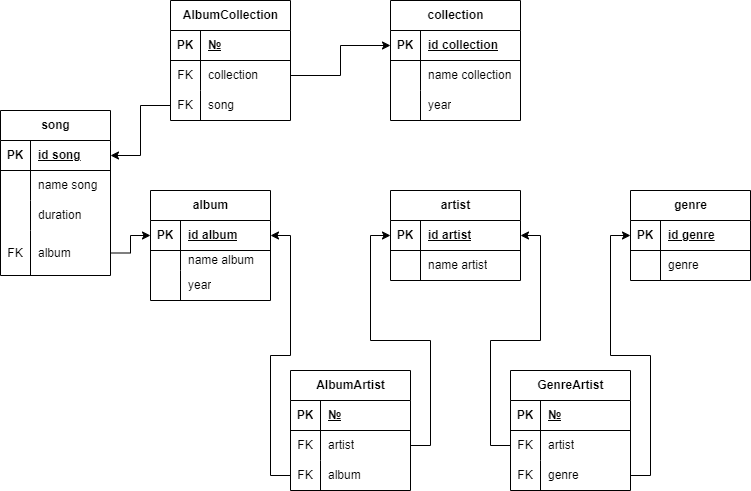 AlbumCollection
PK №
FK collection
FK song
collection
PK id collection
name collection
year
song
PK id song
name song
duration
FK album
album
PK id album
name album
year
artist
PK id artist
name artist
genre
PK id genre
genre
AlbumArtist
PK №
FK artist
FK album
GenreArtist
PK №
FK artist
FK genre